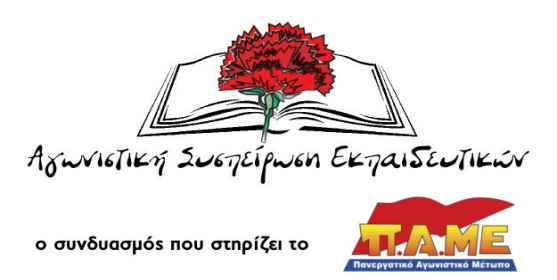 Αγωνιστική Συσπείρωση Εκπαιδευτικών
ο συνδυασμός που στηρίζει το
Π.Α.ΜΕ
Πανεργατικό Αγωνιστικό Μέτωπο